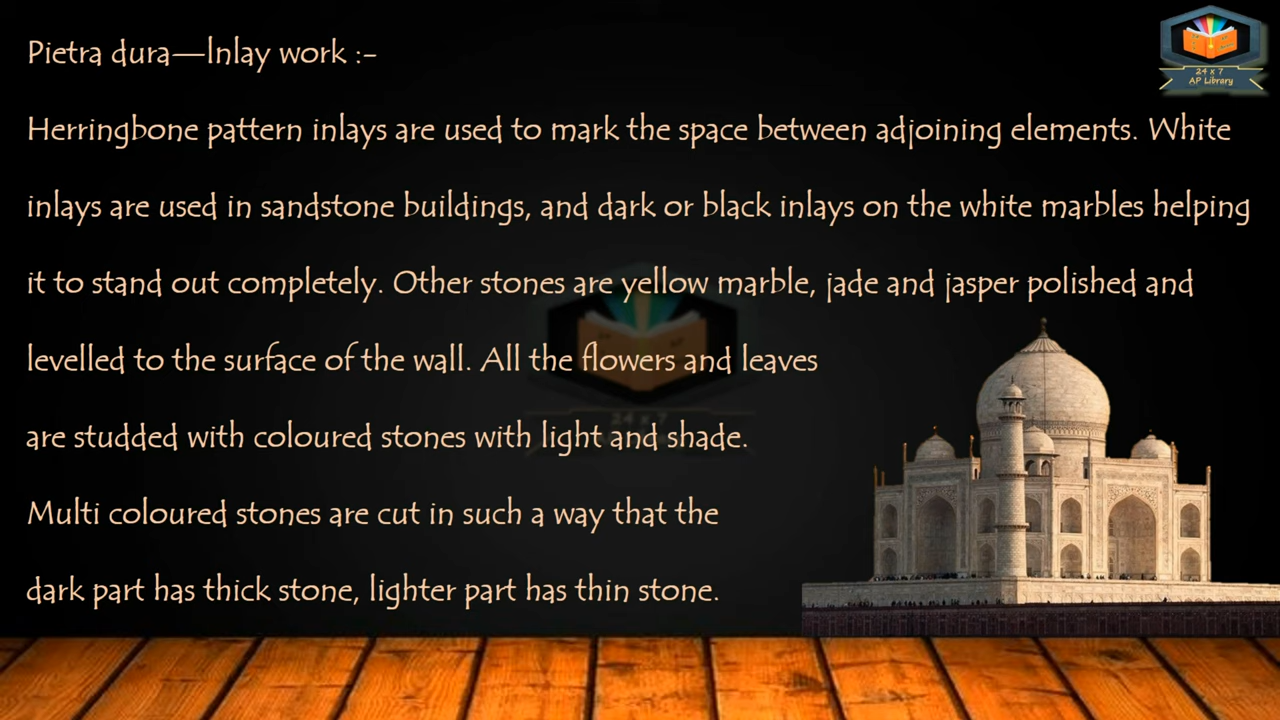 Pietra dura—Inlay work :-
24 x 7
AP Library
Herringbone pattern inlays are used to mark the space between adjoining elements. White
inlays are used in sandstone buildings, and dark or black inlays on the white marbles helping
it to stand out completely. Other stones are yellow marble, jade and jasper polished and
levelled to the surface of the wall. All the flowers and leaves
are studded with coloured stones with light and shade.
Multi coloured stones are cut in such a way that the
dark part has thick stone, lighter part has thin stone.